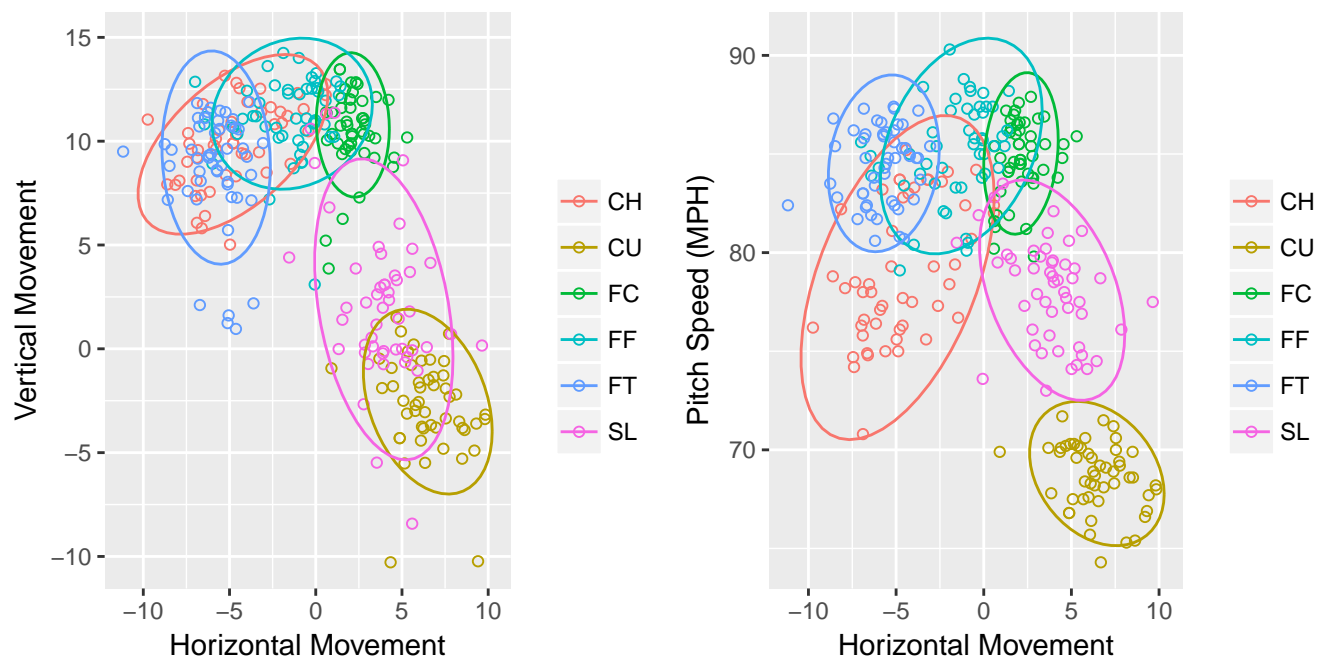 15
10
5
0
−5
−10
−10
−5
0
5
10
Horizontal Movement
Vertical Movement
CH
CU
FC
FF
FT
SL
90
80
70
−10
−5
0
5
10
Horizontal Movement
Pitch Speed (MPH)
CH
CU
FC
FF
FT
SL